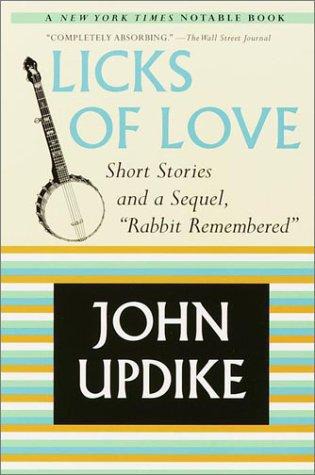 A NEW YORK TIMES NOTABLE BOOK
"COMPLETELY ABSORBING."—The Wall Street Journal
LICKS
OF LOVE
Short Stories
and a Sequel,
"Rabbit Remembered"
JOHN
UPDIKE